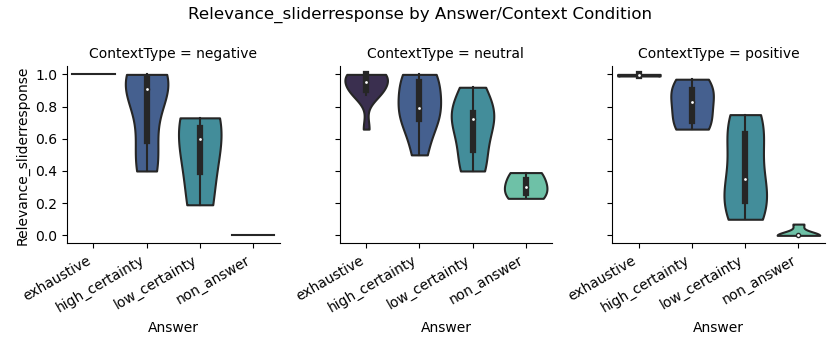 Relevance_sliderresponse by Answer/Context Condition
ContextType = negative
ContextType = neutral
ContextType = positive
Relevance_sliderresponse
1.0
0.8
0.6
0.4
0.2
0.0
exhaustive
high_certainty
low_certainty
non_answer
exhaustive
high_certainty
low_certainty
non_answer
exhaustive
high_certainty
low_certainty
non_answer
Answer
Answer
Answer